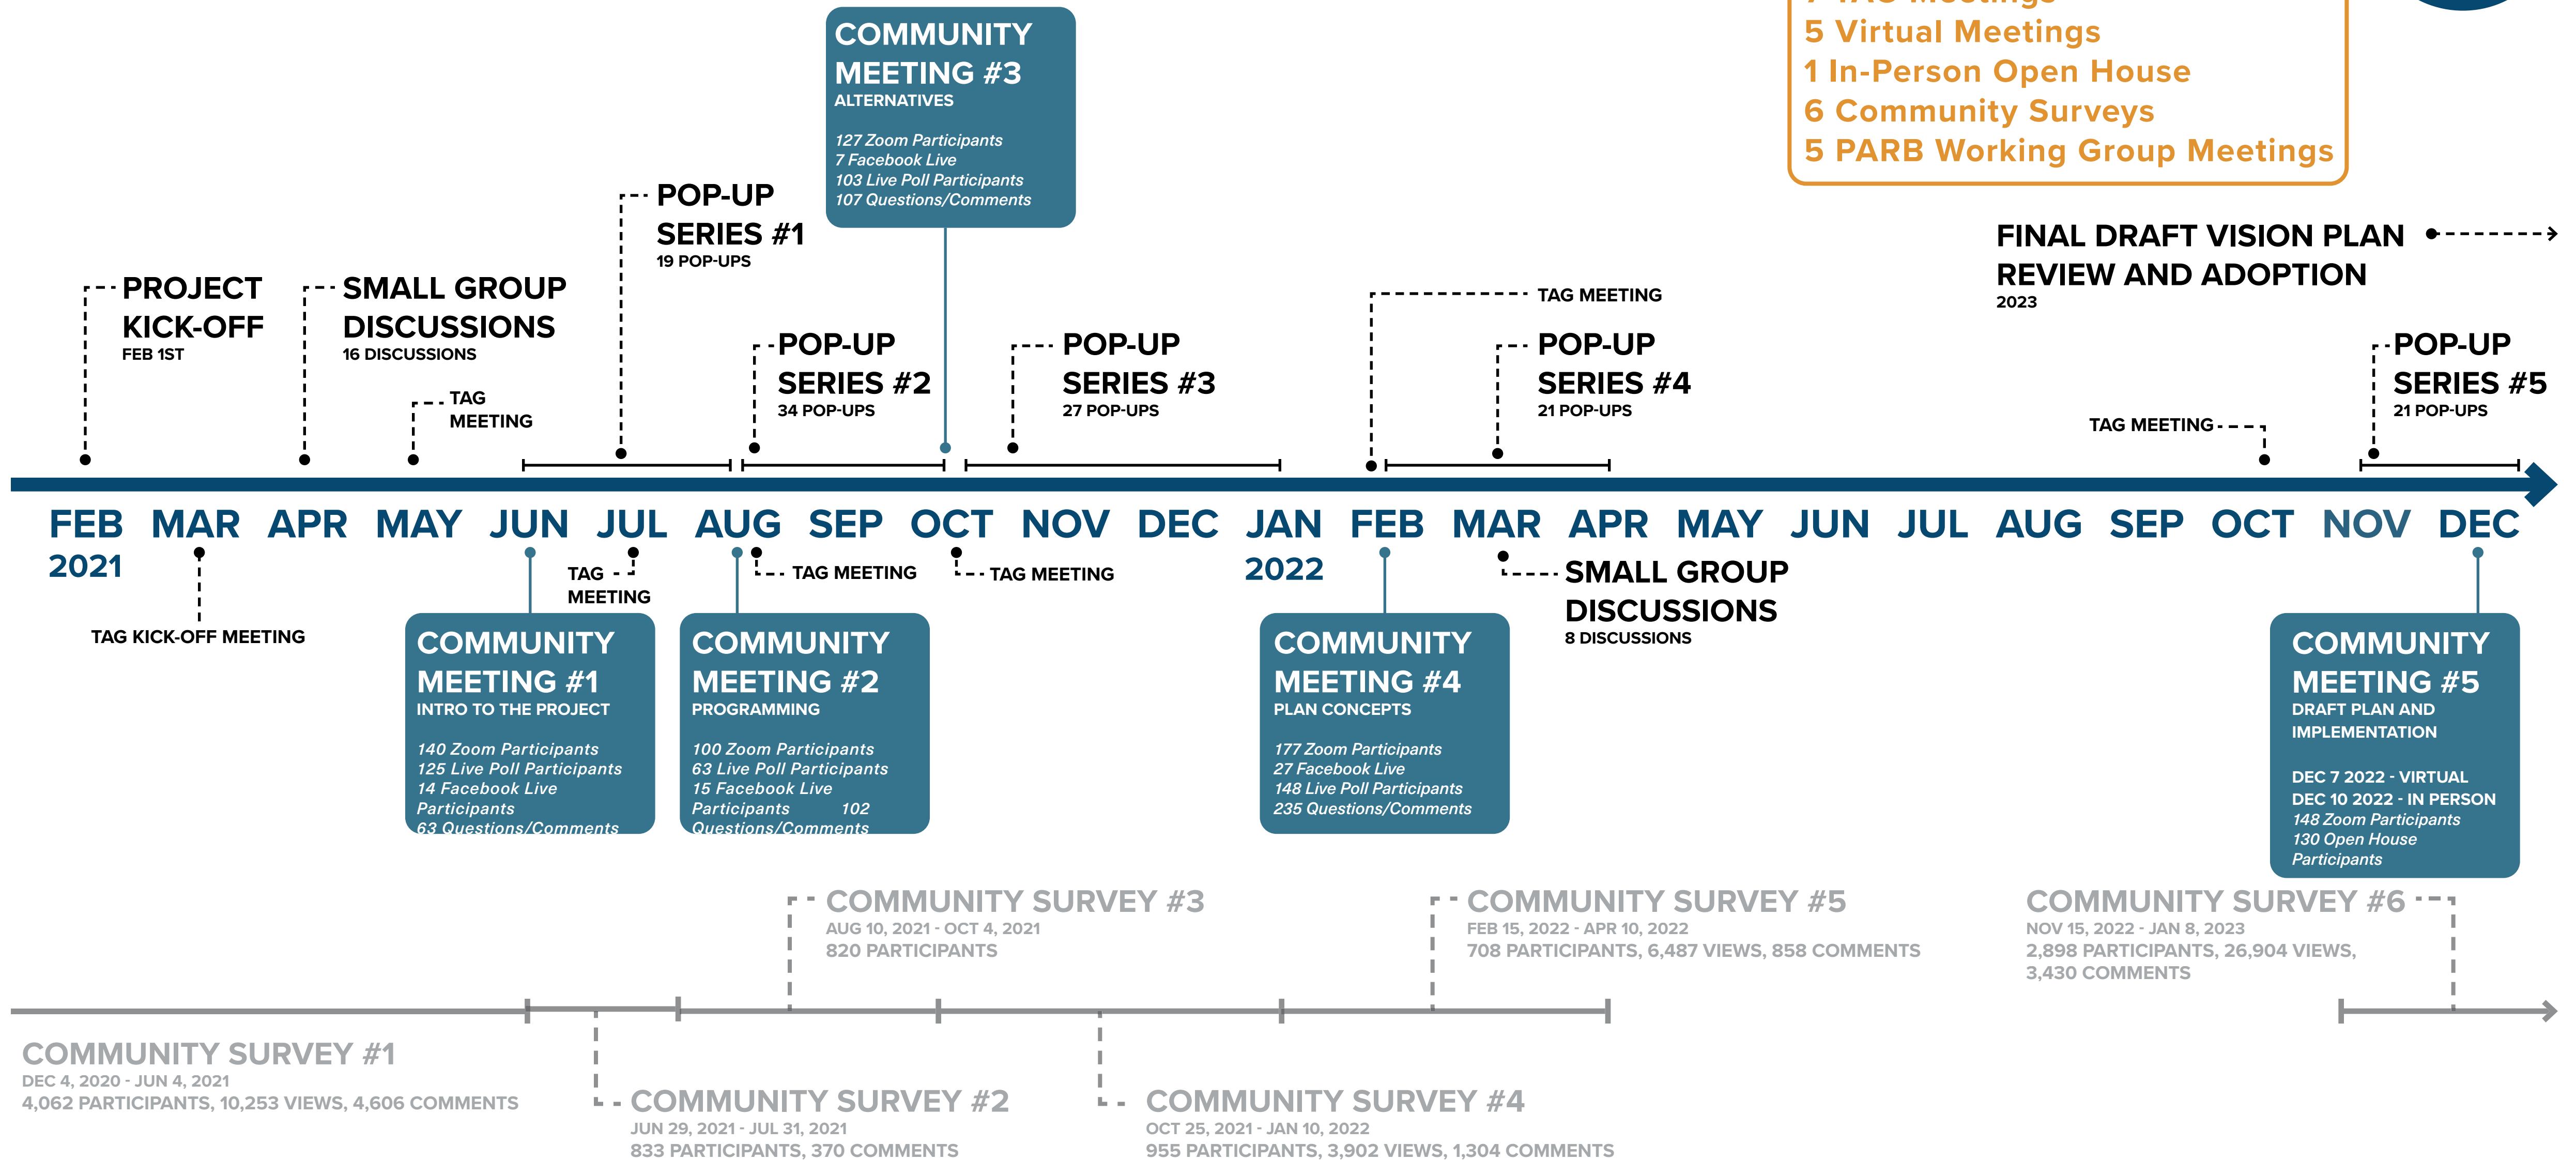 7 TAG Meetings
5 Virtual Meetings
1 In-Person Open House
6 Community Surveys
5 PARB Working Group Meetings
COMMUNITY
MEETING #3
ALTERNATIVES
127 Zoom Participants
7 Facebook Live
103 Live Poll Participants
107 Questions/Comments
POP-UP
SERIES #1
19 POP-UPS
FINAL DRAFT VISION PLAN
REVIEW AND ADOPTION
2023
PROJECT
KICK-OFF
FEB 1ST
SMALL GROUP
DISCUSSIONS
16 DISCUSSIONS
TAG
MEETING
POP-UP
SERIES #2
34 POP-UPS
POP-UP
SERIES #3
27 POP-UPS
TAG MEETING
POP-UP
SERIES #4
21 POP-UPS
TAG MEETING
POP-UP
SERIES #5
21 POP-UPS
FEB MAR APR MAY JUN JUL AUG SEP OCT NOV DEC JAN FEB MAR APR MAY JUN JUL AUG SEP OCT NOV DEC
2021
2022
TAG KICK-OFF MEETING
TAG
MEETING
TAG MEETING
TAG MEETING
SMALL GROUP
DISCUSSIONS
8 DISCUSSIONS
COMMUNITY
MEETING #1
INTRO TO THE PROJECT
140 Zoom Participants
125 Live Poll Participants
14 Facebook Live
Participants
63 Questions/Comments
COMMUNITY
MEETING #2
PROGRAMMING
100 Zoom Participants
63 Live Poll Participants
15 Facebook Live
Participants 102
Questions/Comments
COMMUNITY
MEETING #4
PLAN CONCEPTS
177 Zoom Participants
27 Facebook Live
148 Live Poll Participants
235 Questions/Comments
COMMUNITY
MEETING #5
DRAFT PLAN AND
IMPLEMENTATION
DEC 7 2022 - VIRTUAL
DEC 10 2022 - IN PERSON
148 Zoom Participants
130 Open House
Participants
COMMUNITY SURVEY #3
AUG 10, 2021 - OCT 4, 2021
820 PARTICIPANTS
COMMUNITY SURVEY #5
FEB 15, 2022 - APR 10, 2022
708 PARTICIPANTS, 6,487 VIEWS, 858 COMMENTS
COMMUNITY SURVEY #6
NOV 15, 2022 - JAN 8, 2023
2,898 PARTICIPANTS, 26,904 VIEWS,
3,430 COMMENTS
COMMUNITY SURVEY #1
DEC 4, 2020 - JUN 4, 2021
4,062 PARTICIPANTS, 10,253 VIEWS, 4,606 COMMENTS
COMMUNITY SURVEY #2
JUN 29, 2021 - JUL 31, 2021
833 PARTICIPANTS, 370 COMMENTS
COMMUNITY SURVEY #4
OCT 25, 2021 - JAN 10, 2022
955 PARTICIPANTS, 3,902 VIEWS, 1,304 COMMENTS